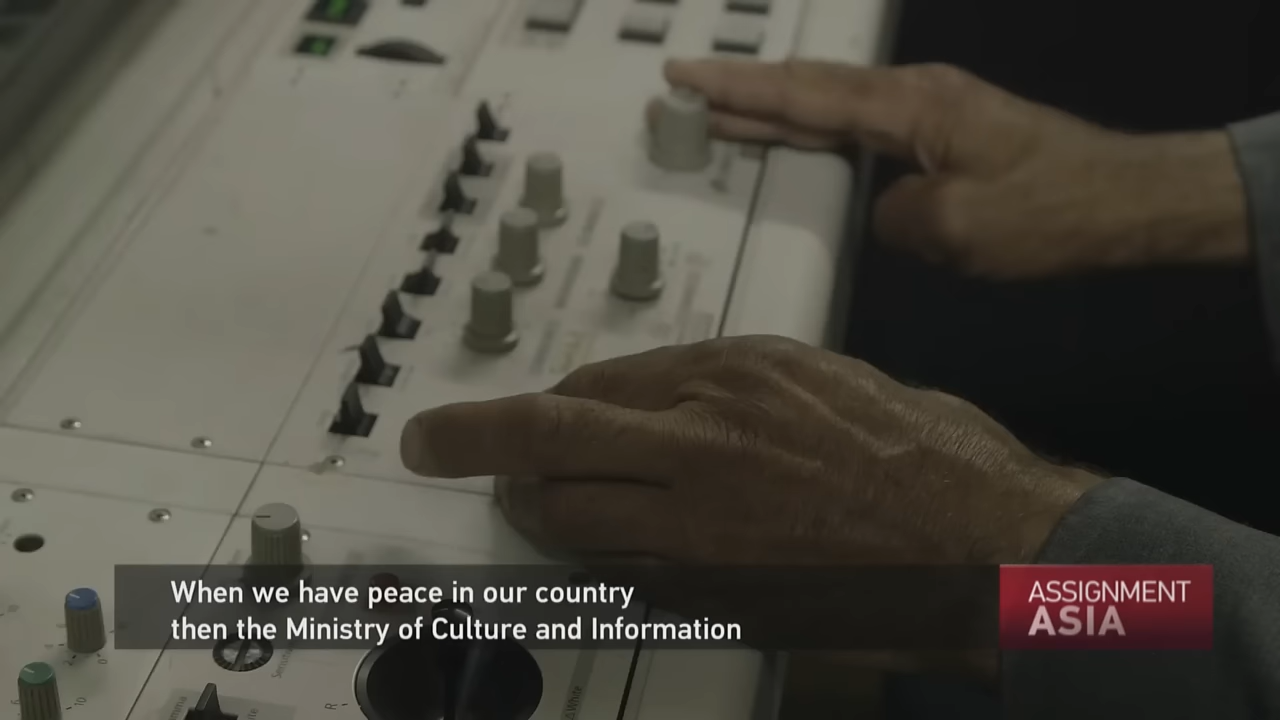 When we have peace in our country
then the Ministry of Culture and Information
ASSIGNMENT
ASIA